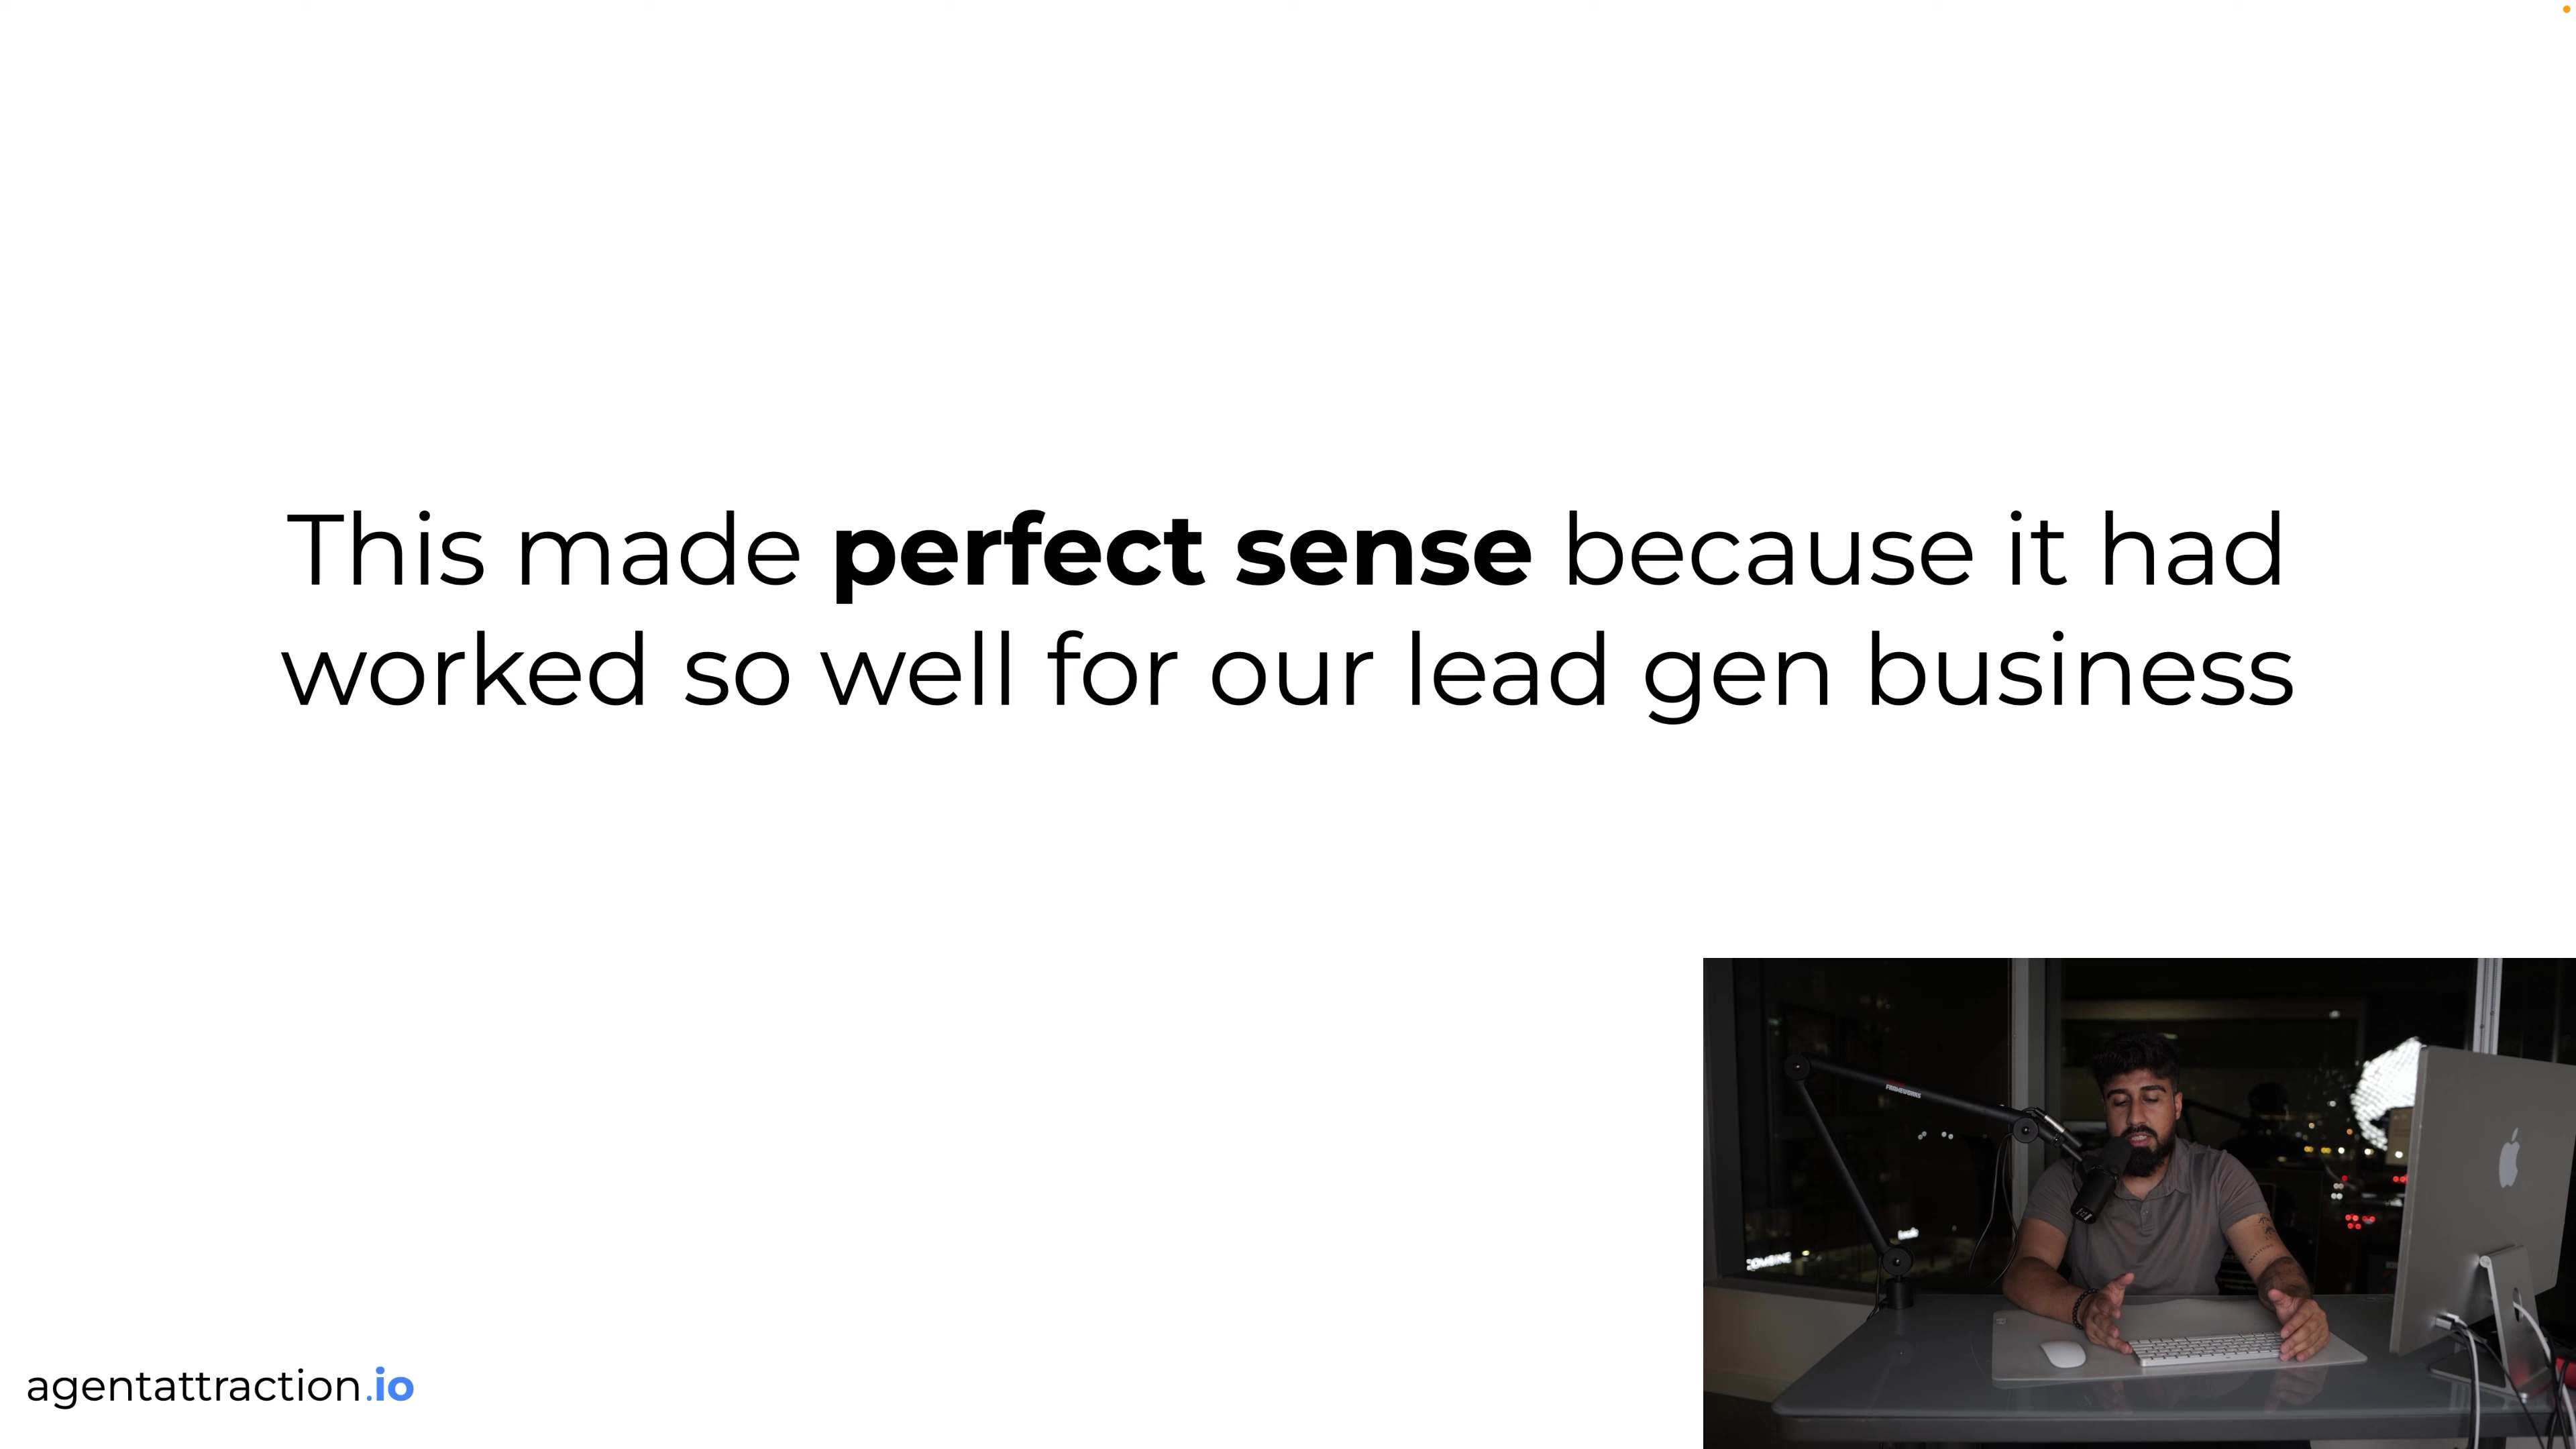 This made perfect sense because it had
worked so well for our lead gen business
agentattraction.io